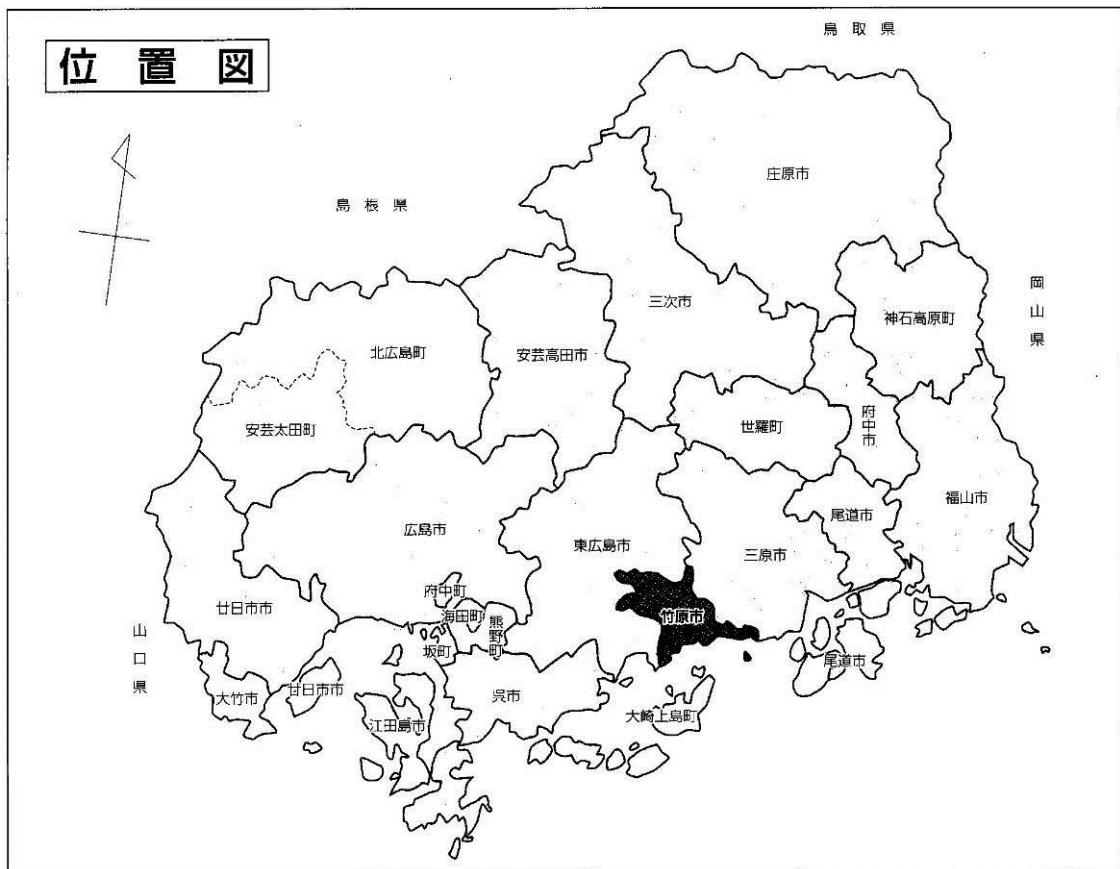 位置図
鳥取県
庄原市
島根県
三次市
岡山県
神石高原町
北広島町
安芸高田市
安芸太田町
世羅町
府中市
福山市
尾道市
広島市
東広島市
三原市
府中町
廿日市市
海田町
熊野町
竹原市
坂町
山口県
尾道市
大竹市
廿日市市
呉市
江田島市
大崎上島町